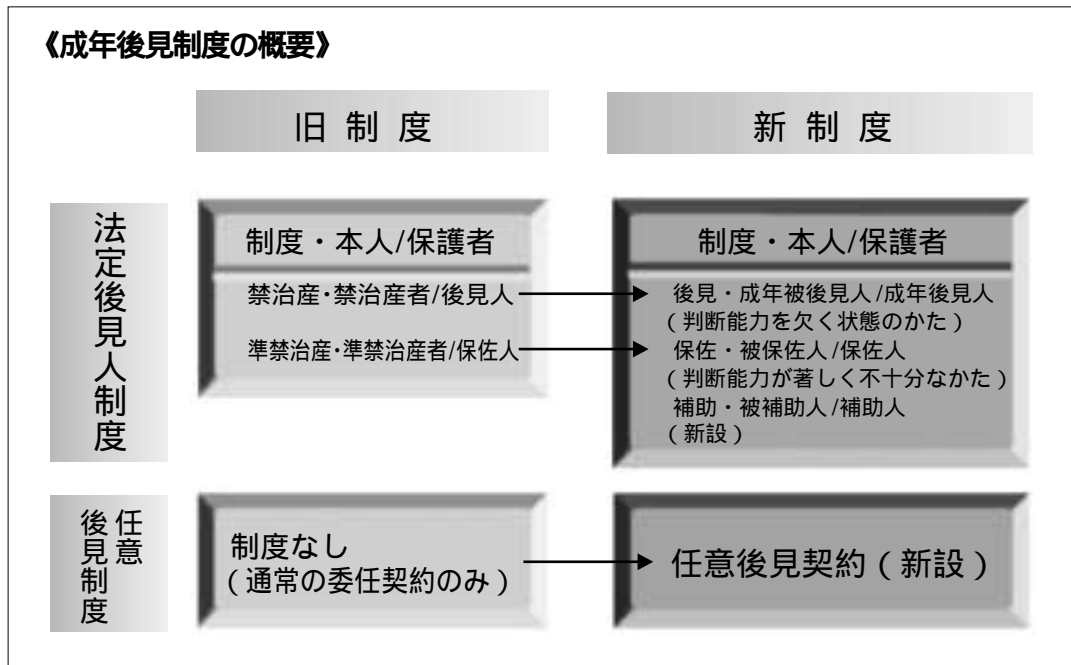 《成年後見制度の概要》
旧制度
新制度
法定後見人制度
制度・本人/保護者
禁治産・禁治産者/後見人
準禁治産・準禁治産者/保佐人
制度・本人/保護者
後見・成年被後見人/成年後見人
(判断能力を欠く状態のかた)
保佐・被保佐人/保佐人
(判断能力が著しく不十分なかた)
補助・被補助人/補助人
(新設)
任意
後見制度
制度なし
(通常の委任契約のみ)
任意後見契約(新設)